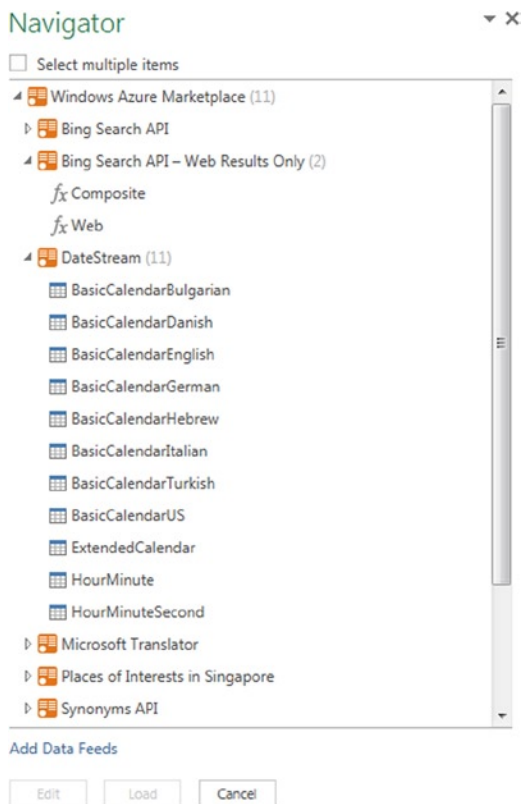 Navigator
Select multiple items
Windows Azure Marketplace (11)
Bing Search API
Bing Search API – Web Results Only (2)
fx Composite
fx Web
DateStream (11)
BasicCalendarBulgarian
BasicCalendarDanish
BasicCalendarEnglish
BasicCalendarGerman
BasicCalendarHebrew
BasicCalendarItalian
BasicCalendarTurkish
BasicCalendarUS
ExtendedCalendar
HourMinute
HourMinuteSecond
Microsoft Translator
Places of Interests in Singapore
Synonyms API
Add Data Feeds
Edit Load Cancel